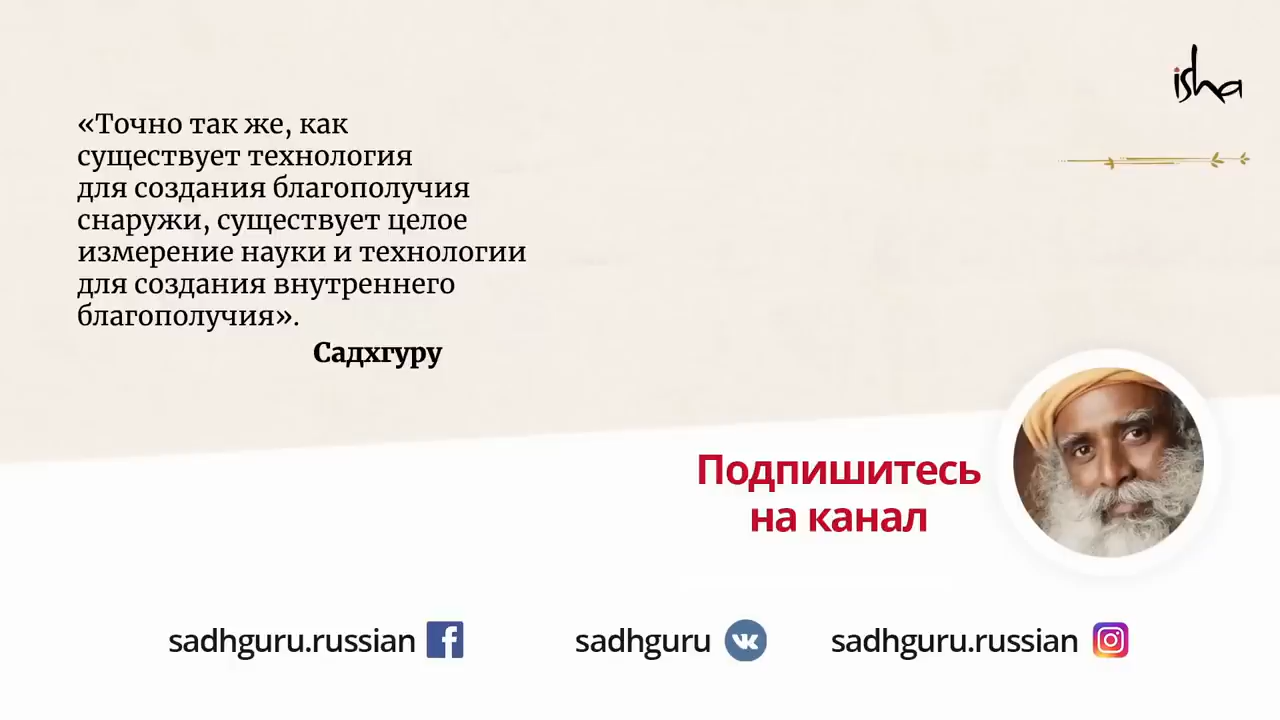 isha
«Точно так же, как
существует технология
для создания благополучия
снаружи, существует целое
измерение науки и технологии
для создания внутреннего
благополучия».
Садхгуру
Подпишитесь
на канал
sadhguru.russian f
sadhguru VK
sadhguru.russian